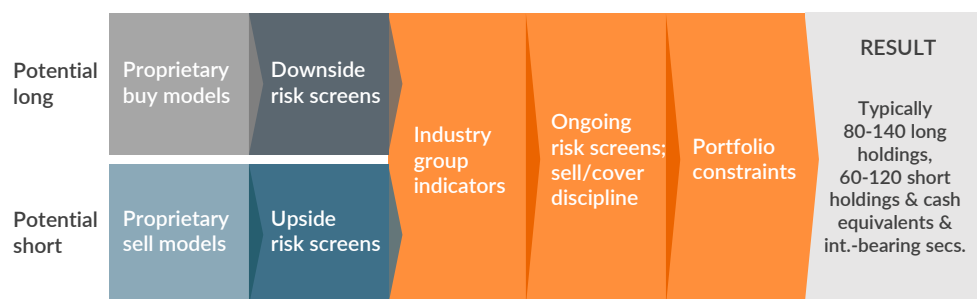 Potential
long
Proprietary
buy models
Downside
risk screens
Potential
short
Proprietary
sell models
Upside
risk screens
Industry
group
indicators
Ongoing
risk screens;
sell/cover
discipline
Portfolio
constraints
RESULT
Typically
80-140 long
holdings,
60-120 short
holdings & cash
equivalents &
int.-bearing secs.